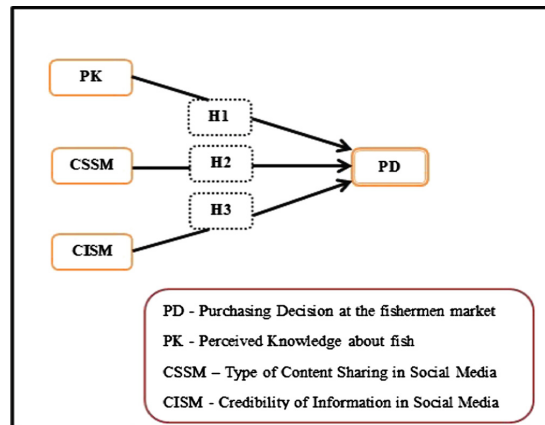 PK
H1
CSSM
H2
PD
H3
CISM
PD - Purchasing Decision at the fishermen market
PK - Perceived Knowledge about fish
CSSM – Type of Content Sharing in Social Media
CISM - Credibility of Information in Social Media